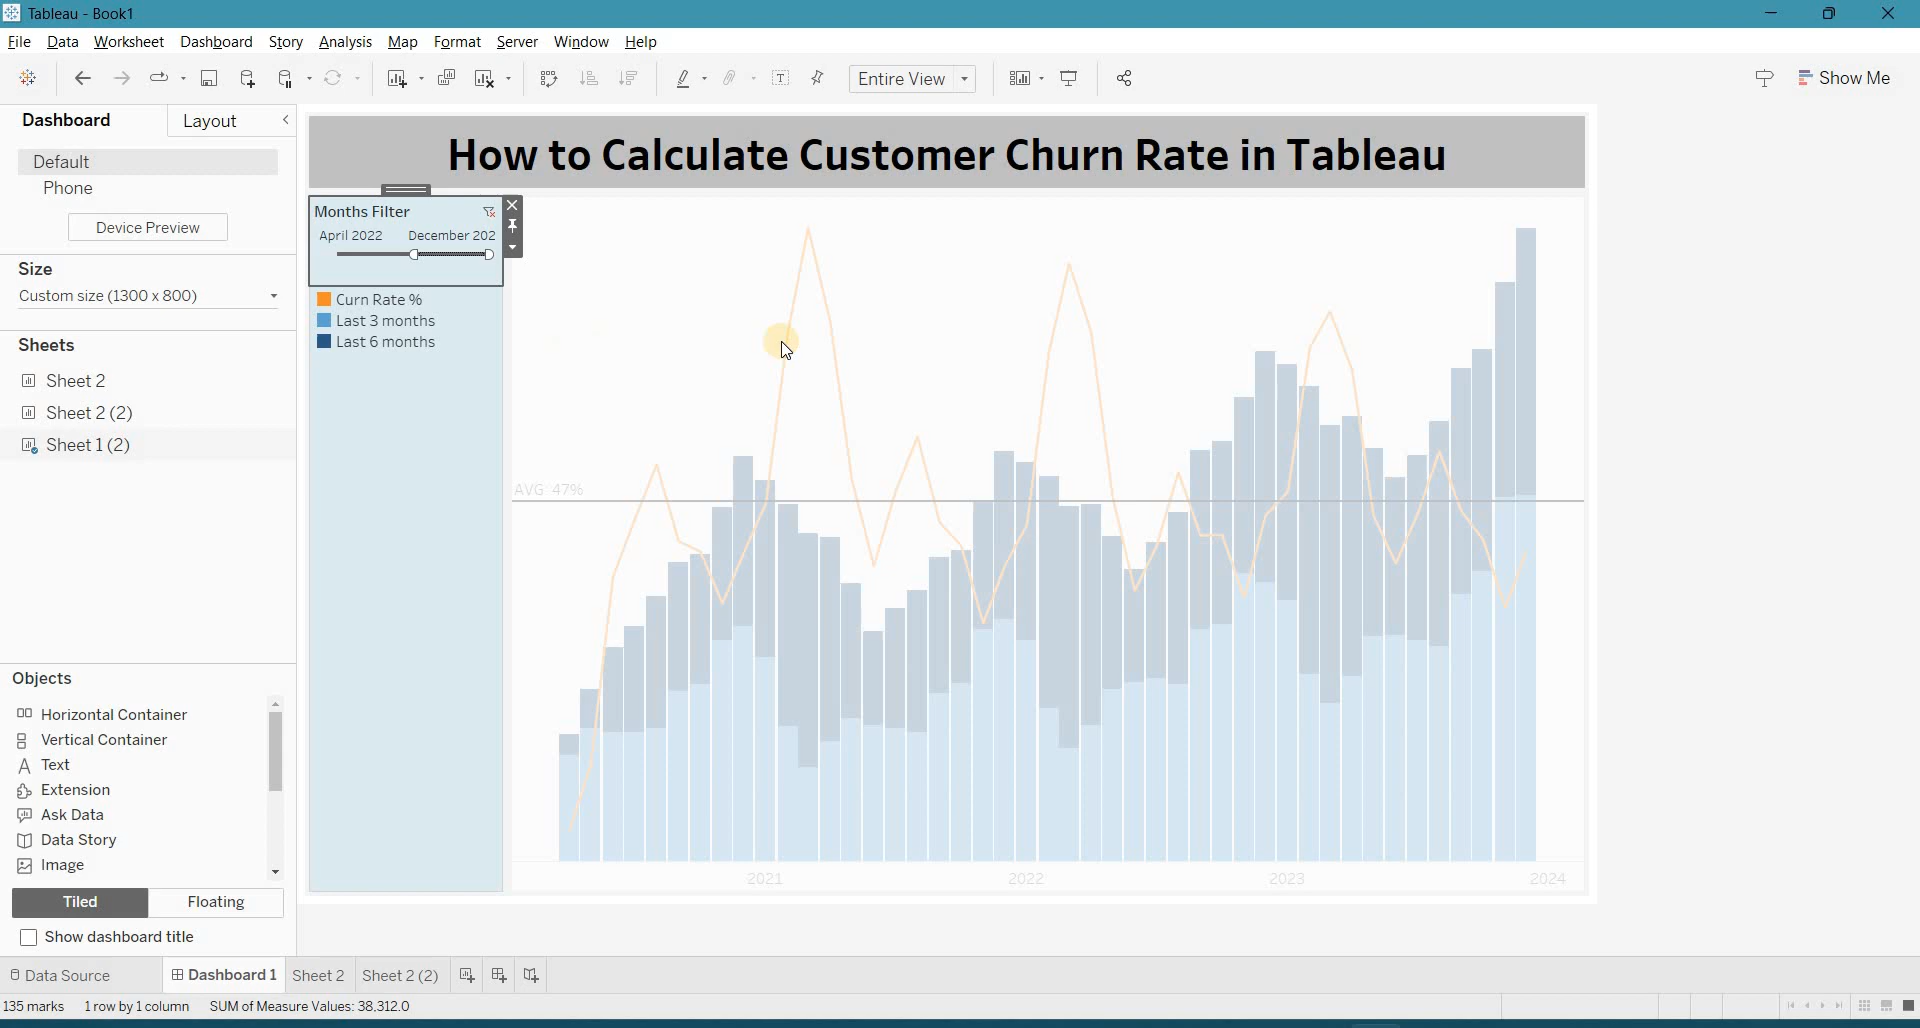 Tableau - Book1
File Data Worksheet Dashboard Story Analysis Map Format Server Window Help
Entire View
Show Me
Dashboard
Layout
Default
Phone
Device Preview
Size
Custom size (1300 x 800)
Sheets
Sheet 2
Sheet 2 (2)
Sheet 1 (2)
Objects
Horizontal Container
Vertical Container
Text
Extension
Ask Data
Data Story
Image
Tiled
Floating
Show dashboard title
How to Calculate Customer Churn Rate in Tableau
Months Filter
April 2022
December 202
Curn Rate %
Last 3 months
Last 6 months
AVG 47%
2021
2022
2023
2024
Data Source
Dashboard 1
Sheet 2
Sheet 2 (2)
135 marks
1 row by 1 column
SUM of Measure Values: 38,312.0